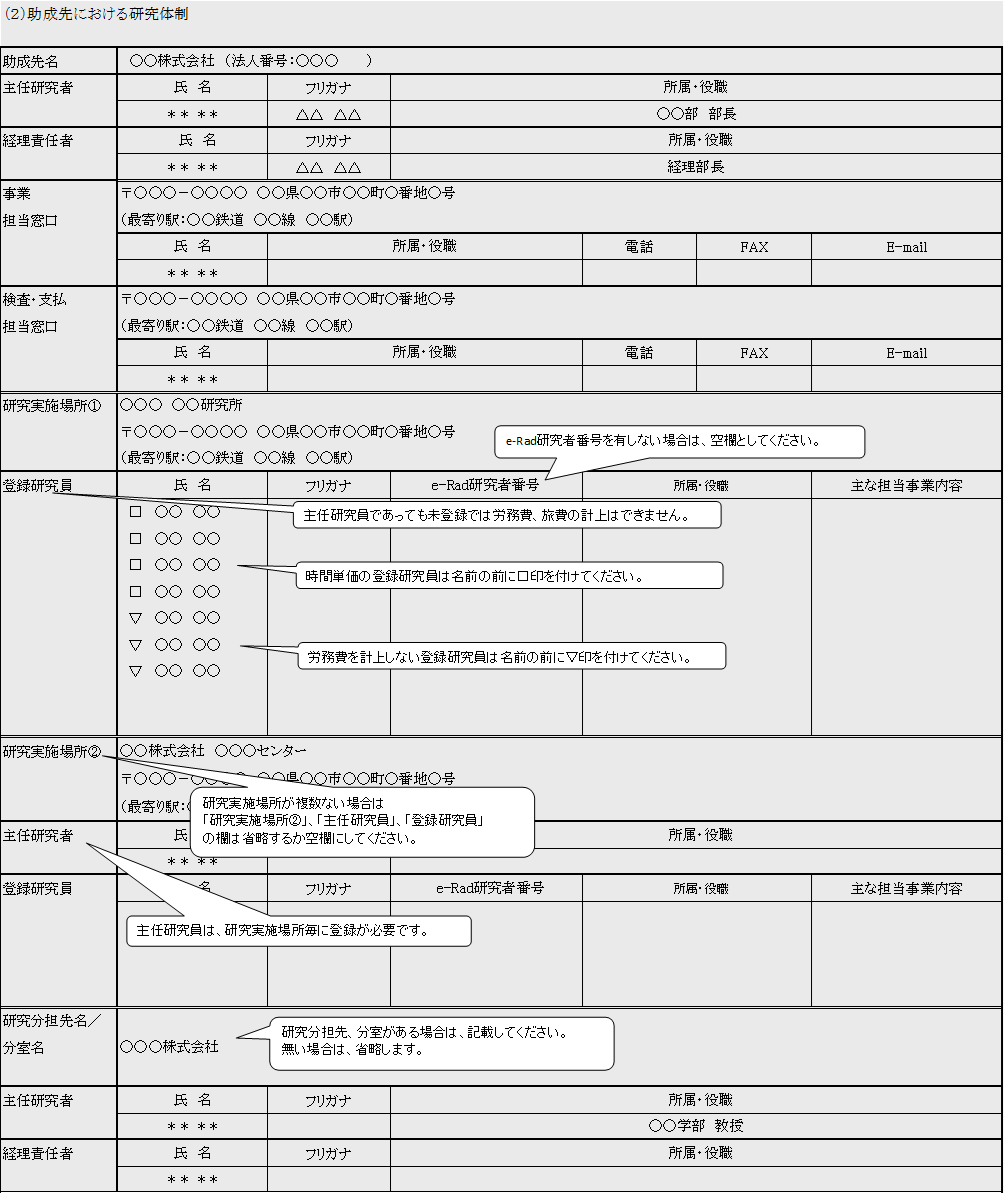 (2)助成先における研究体制
助成先名 ○○株式会社 (法人番号:○○○ )
主任研究者 氏 名 フリガナ 所属・役職
＊＊ ＊＊ △△ △△ ○○部 部長
経理責任者 氏 名 フリガナ 所属・役職
＊＊ ＊＊ △△ △△ 経理部長
事業 〒○○○－○○○○ ○○県○○市○○町○番地○号
担当窓口 (最寄り駅:○○鉄道 ○○線 ○○駅)
氏 名 所属・役職 電話 FAX E-mail
＊＊ ＊＊
検査・支払 〒○○○－○○○○ ○○県○○市○○町○番地○号
担当窓口 (最寄り駅:○○鉄道 ○○線 ○○駅)
氏 名 所属・役職 電話 FAX E-mail
＊＊ ＊＊
研究実施場所① ○○○ ○○研究所
〒○○○－○○○○ ○○県○○市○○町○番地○号
e-Rad研究者番号を有しない場合は、空欄としてください。
(最寄り駅:○○鉄道 ○○線 ○○駅)
登録研究員 氏 名 フリガナ e-Rad研究者番号 所属・役職 主な担当事業内容
□ ○○ ○○
主任研究員であっても未登録では労務費、旅費の計上はできません。
□ ○○ ○○
□ ○○ ○○
時間単価の登録研究員は名前の前に□印を付けてください。
□ ○○ ○○
▽ ○○ ○○
▽ ○○ ○○
労務費を計上しない登録研究員は名前の前に▽印を付けてください。
▽ ○○ ○○
研究実施場所② ○○株式会社 ○○○センター
〒○○○－○○○○ ○○県○○市○○町○番地○号
(最寄り駅:
研究実施場所が複数ない場合は
「研究実施場所②」、「主任研究員」、「登録研究員」
の欄は省略するか空欄にしてください。
主任研究者 氏 所属・役職
＊＊ ＊＊
登録研究員 名 フリガナ e-Rad研究者番号 所属・役職 主な担当事業内容
主任研究員は、研究実施場所毎に登録が必要です。
研究分担先名／
分室名 ○○○株式会社
研究分担先、分室がある場合は、記載してください。
無い場合は、省略します。
主任研究者 氏 名 フリガナ 所属・役職
＊＊ ＊＊ ○○学部 教授
経理責任者 氏 名 フリガナ 所属・役職
＊＊ ＊＊